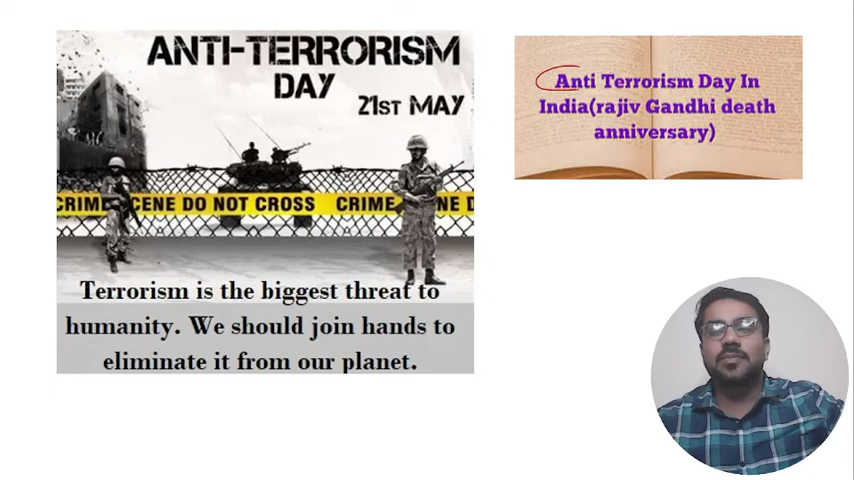 ANTI-TERRORISM
DAY
21ST MAY
CRIME SCENE DO NOT CROSS CRIME
Terrorism is the biggest threat to
humanity. We should join hands to
eliminate it from our planet.
Anti Terrorism Day In
India(rajiv Gandhi death
anniversary)